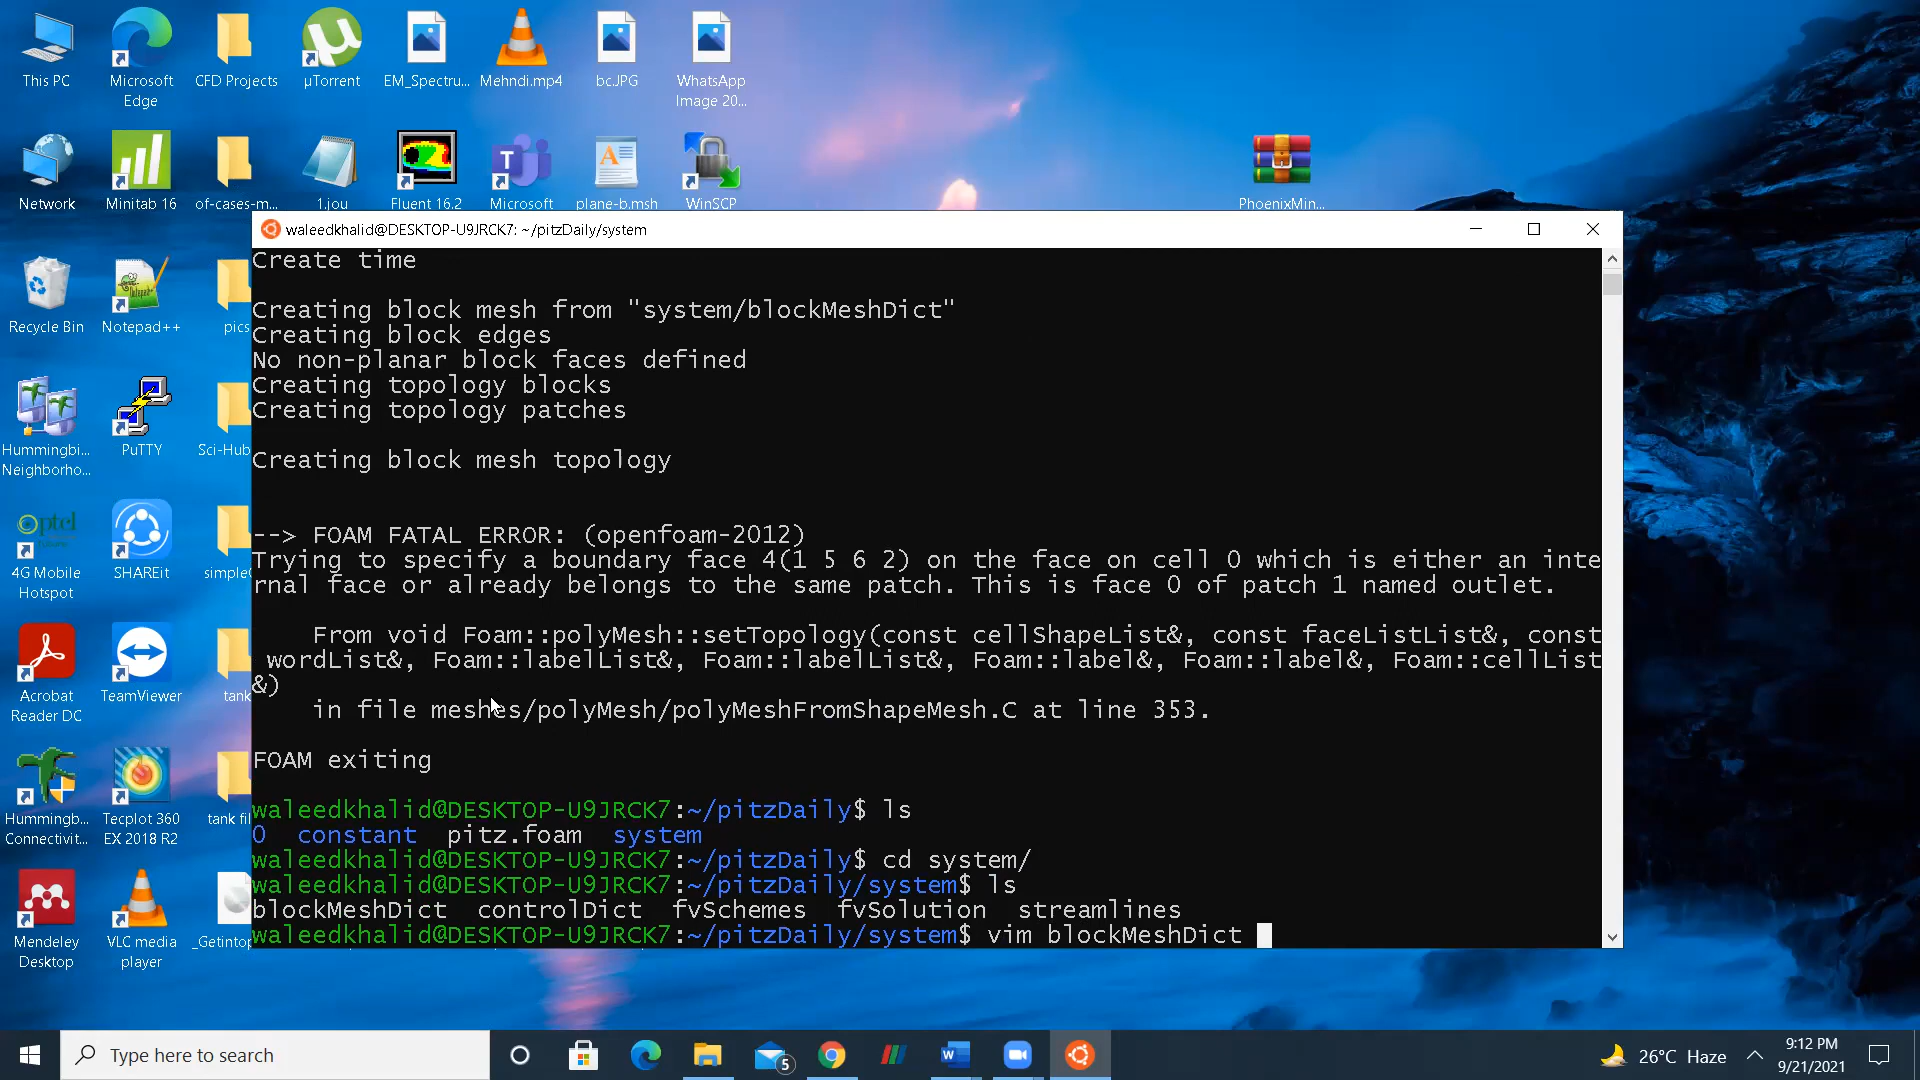 This PC
Microsoft
Edge
CFD Projects
µTorrent
EM_Spectru...
Mehndi.mp4
bc.JPG
WhatsApp
Image 20...
Network
Minitab 16
of-cases-m...
1.jou
Fluent 16.2
Microsoft
plane-b.msh
WinSCP
PhoenixMin...
waleedkhalid@DESKTOP-U9JRCK7: ~/pitzDaily/system
Recycle Bin
Notepad++
pics
Hummingbi...
Neighborho...
PuTTY
Sci-Hub
4G Mobile
Hotspot
SHAREit
Acrobat
Reader DC
TeamViewer
tank
Hummingb...
Connectivit...
Tecplot 360
EX 2018 R2
tank fil
Mendeley
Desktop
VLC media
player
_Getintop
Create time
Creating block mesh from "system/blockMeshDict"
Creating block edges
No non-planar block faces defined
Creating topology blocks
Creating topology patches
Creating block mesh topology
--> FOAM FATAL ERROR: (openfoam-2012)
Trying to specify a boundary face 4(1 5 6 2) on the face on cell 0 which is either an inte
rnal face or already belongs to the same patch. This is face 0 of patch 1 named outlet.
From void Foam::polyMesh::setTopology(const cellShapeList&, const faceListList&, const
wordList&, Foam::labelList&, Foam::labelList&, Foam::label&, Foam::label&, Foam::cellList
&)
in file meshes/polyMesh/polyMeshFromShapeMesh.C at line 353.
FOAM exiting
waleedkhalid@DESKTOP-U9JRCK7:~/pitzDaily$ ls
0 constant pitz.foam system
waleedkhalid@DESKTOP-U9JRCK7:~/pitzDaily$ cd system/
waleedkhalid@DESKTOP-U9JRCK7:~/pitzDaily/system$ ls
blockMeshDict controlDict fvSchemes fvSolution streamlines
waleedkhalid@DESKTOP-U9JRCK7:~/pitzDaily/system$ vim blockMeshDict
Type here to search
5
26°C Haze
9:12 PM
9/21/2021